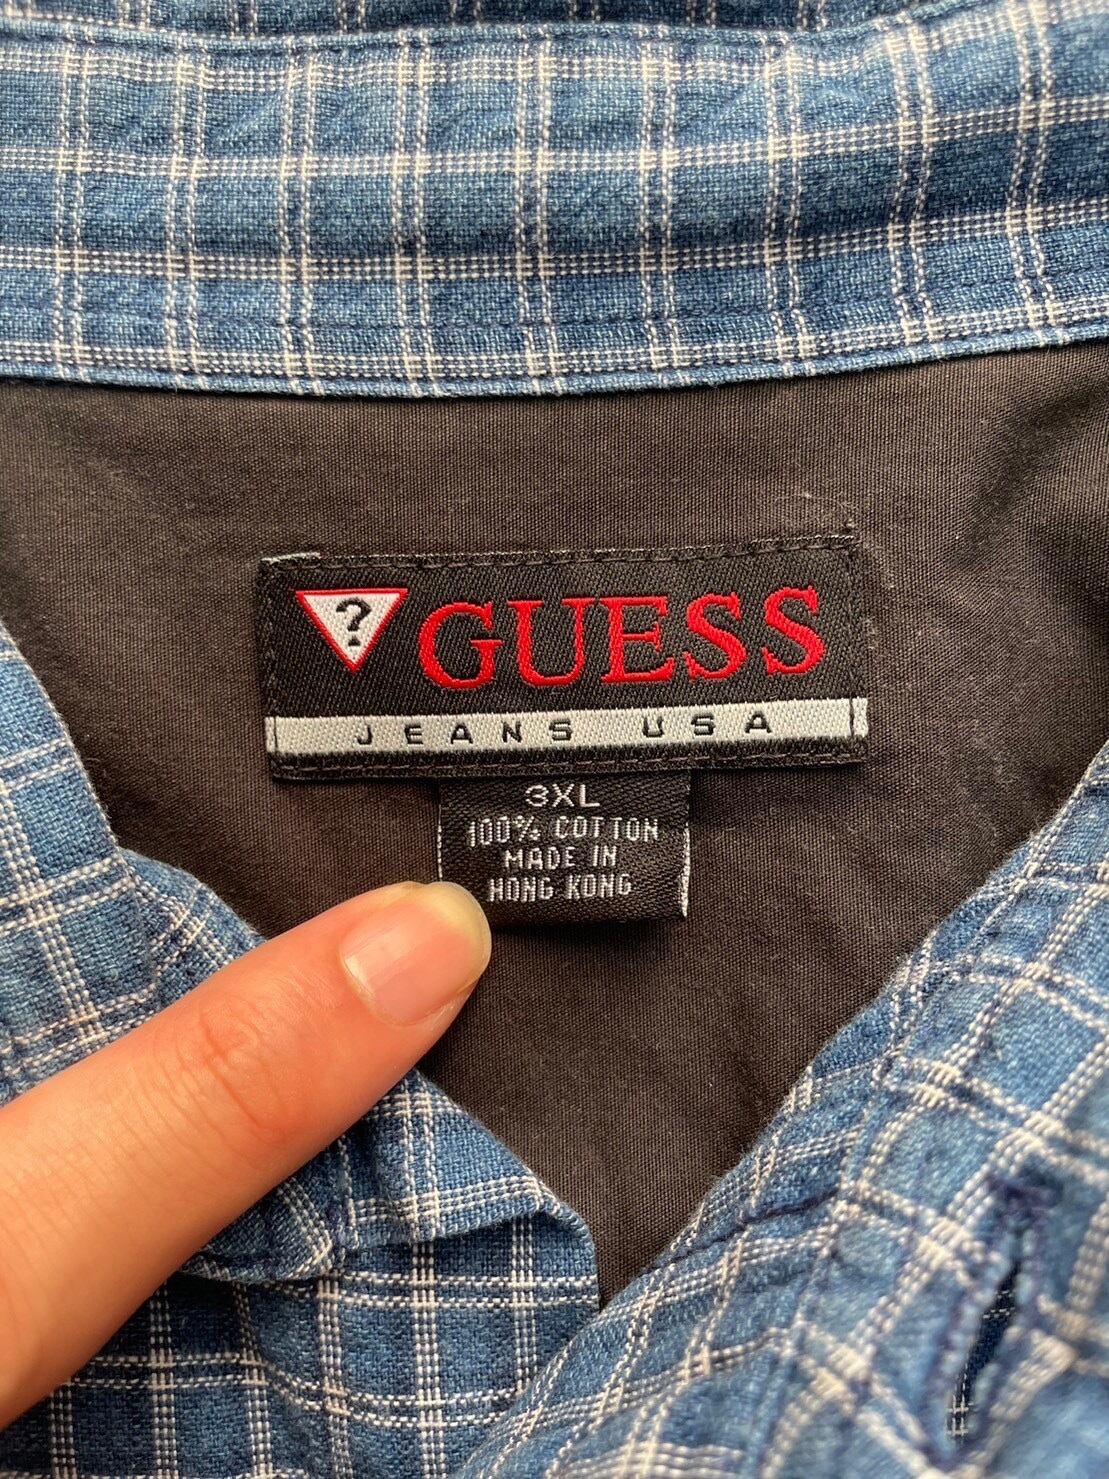 ? GUESS
JEANS USA
3XL
100% COTTON
MADE IN
HONG KONG